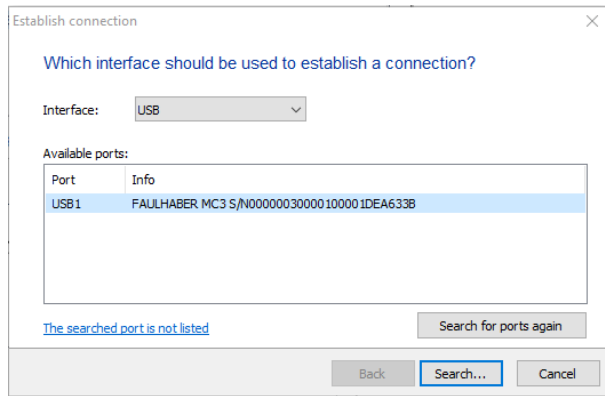 Establish connection
Which interface should be used to establish a connection?
Interface: USB
Available ports:
Port Info
USB1 FAULHABER MC3 S/N00000030000100001DEA633B
The searched port is not listed
Search for ports again
Back Search... Cancel